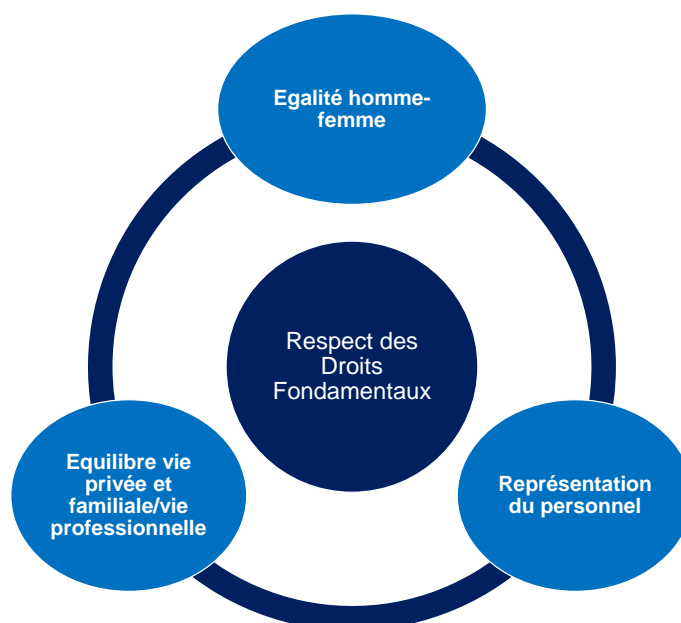 Egalité homme-
femme
Respect des
Droits
Fondamentaux
Equilibre vie
privée et
familiale/vie
professionnelle
Représentation
du personnel